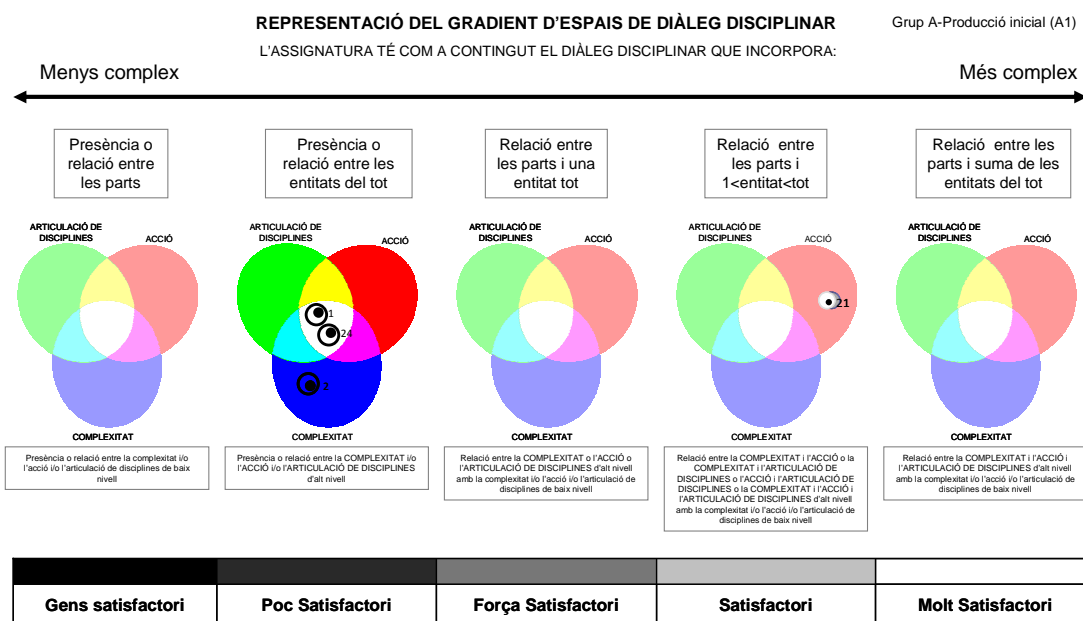 REPRESENTACIÓ DEL GRADIENT D'ESPAIS DE DIÀLEG DISCIPLINAR
Grup A-Producció inicial (A1)
L'ASSIGNATURA TÉ COM A CONTINGUT EL DIÀLEG DISCIPLINAR QUE INCORPORA:
Menys complex
Més complex
Presència o
relació entre
les parts
Presència o
relació entre les
entitats del tot
Relació entre
les parts i una
entitat tot
Relació entre
les parts i
1<entitat<tot
Relació entre les
parts i suma de les
entitats del tot
ARTICULACIÓ DE
DISCIPLINES
ACCIÓ
COMPLEXITAT
ARTICULACIÓ DE
DISCIPLINES
ACCIÓ
1
24
2
COMPLEXITAT
ARTICULACIÓ DE
DISCIPLINES
ACCIÓ
COMPLEXITAT
ARTICULACIÓ DE
DISCIPLINES
ACCIÓ
21
COMPLEXITAT
ARTICULACIÓ DE
DISCIPLINES
ACCIÓ
COMPLEXITAT
Presència o relació entre la complexitat i/o
l'acció i/o l'articulació de disciplines de baix
nivell
Presència o relació entre la COMPLEXITAT i/o
l'ACCIÓ i/o l'ARTICULACIÓ DE DISCIPLINES
d'alt nivell
Relació entre la COMPLEXITAT o l'ACCIÓ o
l'ARTICULACIÓ DE DISCIPLINES d'alt nivell
amb la complexitat i/o l'acció i/o l'articulació de
disciplines de baix nivell
Relació entre la COMPLEXITAT i l'ACCIÓ o la
COMPLEXITAT i l'ARTICULACIÓ DE
DISCIPLINES o l'ACCIÓ i l'ARTICULACIÓ DE
DISCIPLINES o la COMPLEXITAT i l'ACCIÓ i
l'ARTICULACIÓ DE DISCIPLINES d'alt nivell
amb la complexitat i/o l'acció i/o l'articulació de
disciplines de baix nivell
Relació entre la COMPLEXITAT i l'ACCIÓ i
l'ARTICULACIÓ DE DISCIPLINES d'alt nivell
amb la complexitat i/o l'acció i/o l'articulació de
disciplines de baix nivell
Gens satisfactori
Poc Satisfactori
Força Satisfactori
Satisfactori
Molt Satisfactori